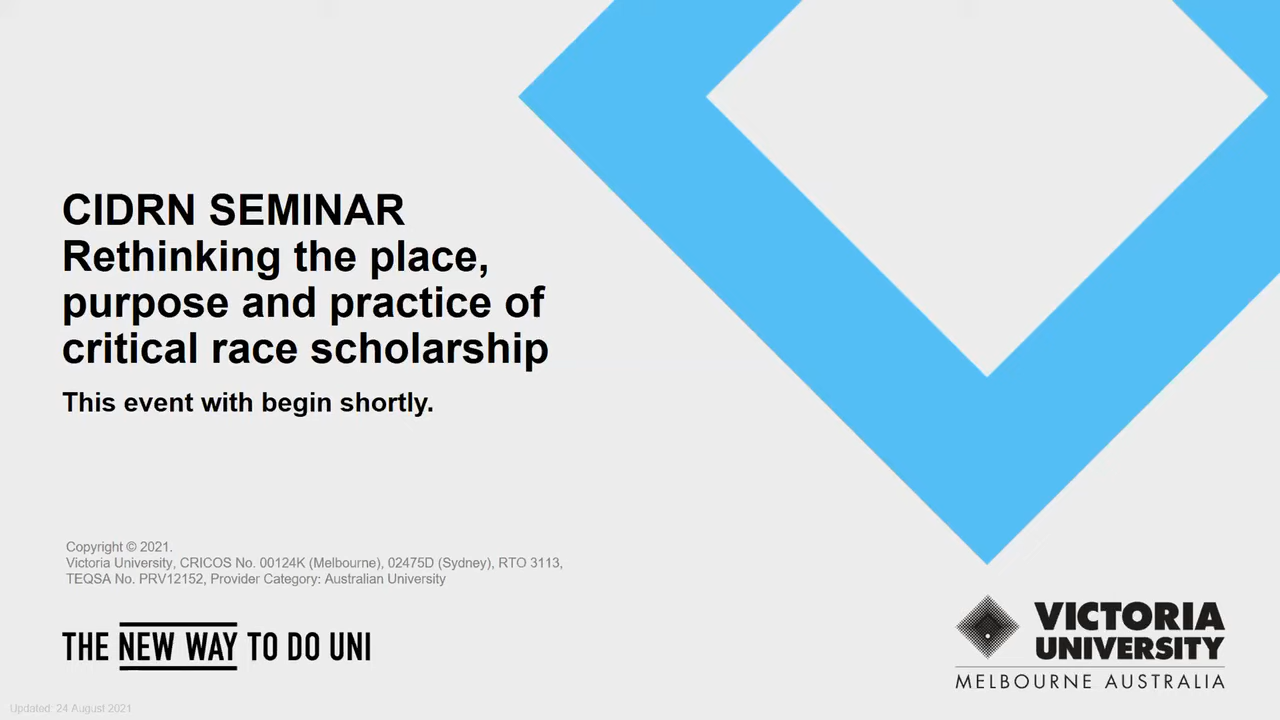 CIDRN SEMINAR
Rethinking the place,
purpose and practice of
critical race scholarship
This event with begin shortly.
Copyright © 2021.
Victoria University, CRICOS No. 00124K (Melbourne), 02475D (Sydney), RTO 3113,
TEQSA No. PRV12152, Provider Category: Australian University
THE NEW WAY TO DO UNI
VICTORIA
UNIVERSITY
MELBOURNE AUSTRALIA
Updated: 24 August 2021